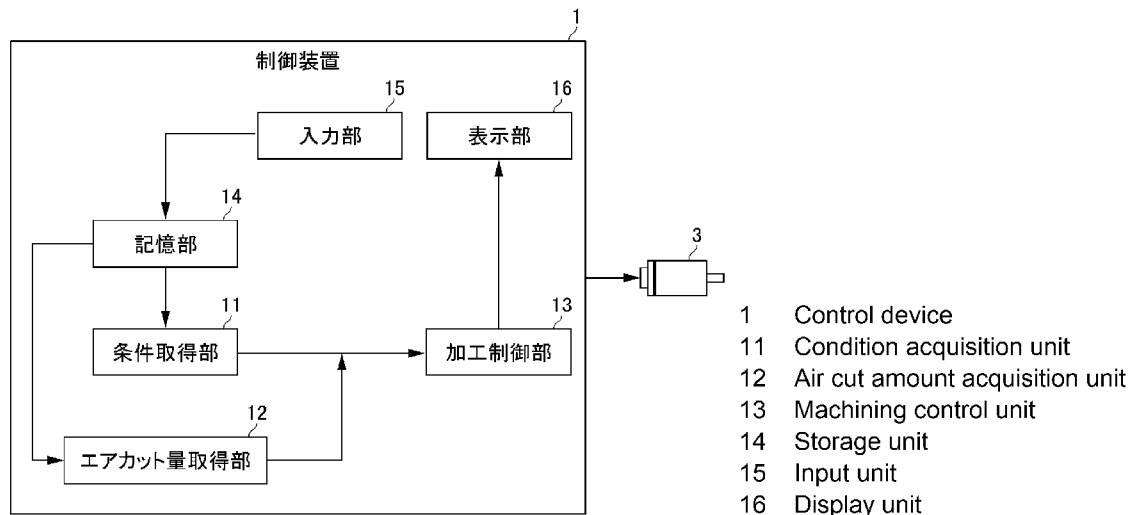 1
制御装置
15
16
入力部
表示部
14
記憶部
3
11
13
条件取得部
加工制御部
12
エアカット量取得部
1 Control device
11 Condition acquisition unit
12 Air cut amount acquisition unit
13 Machining control unit
14 Storage unit
15 Input unit
16 Display unit